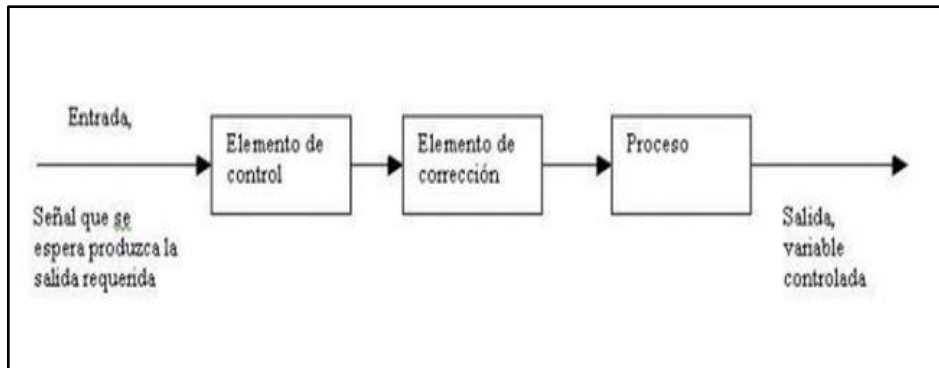 Entrada,
Elemento de
control
Elemento de
corrección
Proceso
Señal que se
espera produzca la
salida requerida
Salida,
variable
controlada